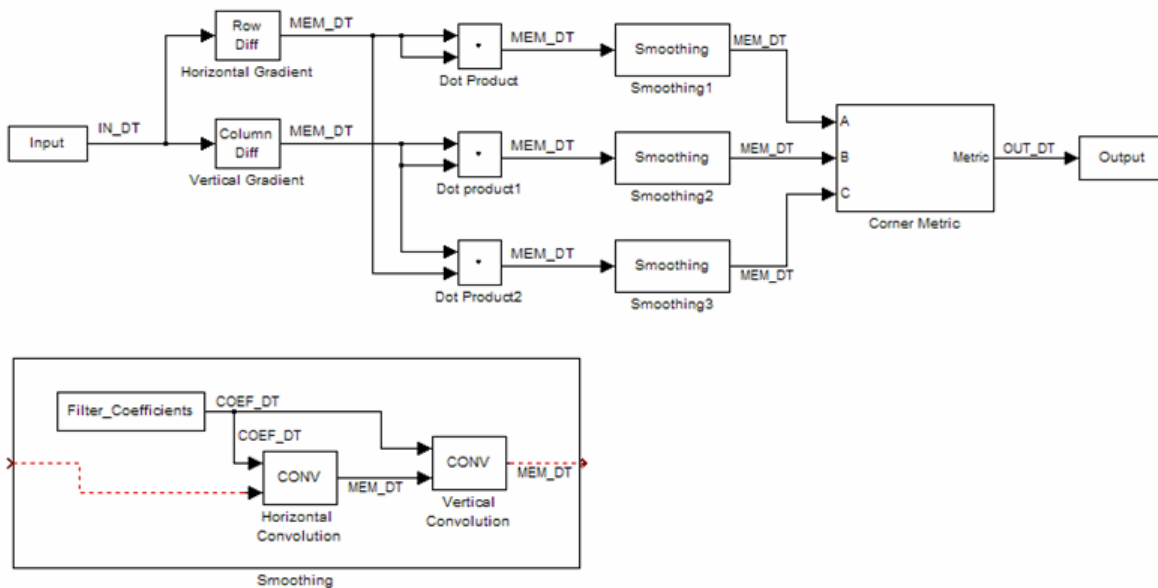 Row
Diff
MEM_DT
Horizontal Gradient
MEM_DT
Dot Product
Smoothing
MEM_DT
Smoothing1
Input
IN_DT
Column
Diff
MEM_DT
Vertical Gradient
MEM_DT
Dot product1
Smoothing
MEM_DT
Smoothing2
A
B
C
Metric
OUT_DT
Output
Corner Metric
MEM_DT
Dot Product2
Smoothing
MEM_DT
Smoothing3
Filter_Coefficients
COEF_DT
COEF_DT
CONV
MEM_DT
Horizontal
Convolution
CONV
MEM_DT
Vertical
Convolution
Smoothing